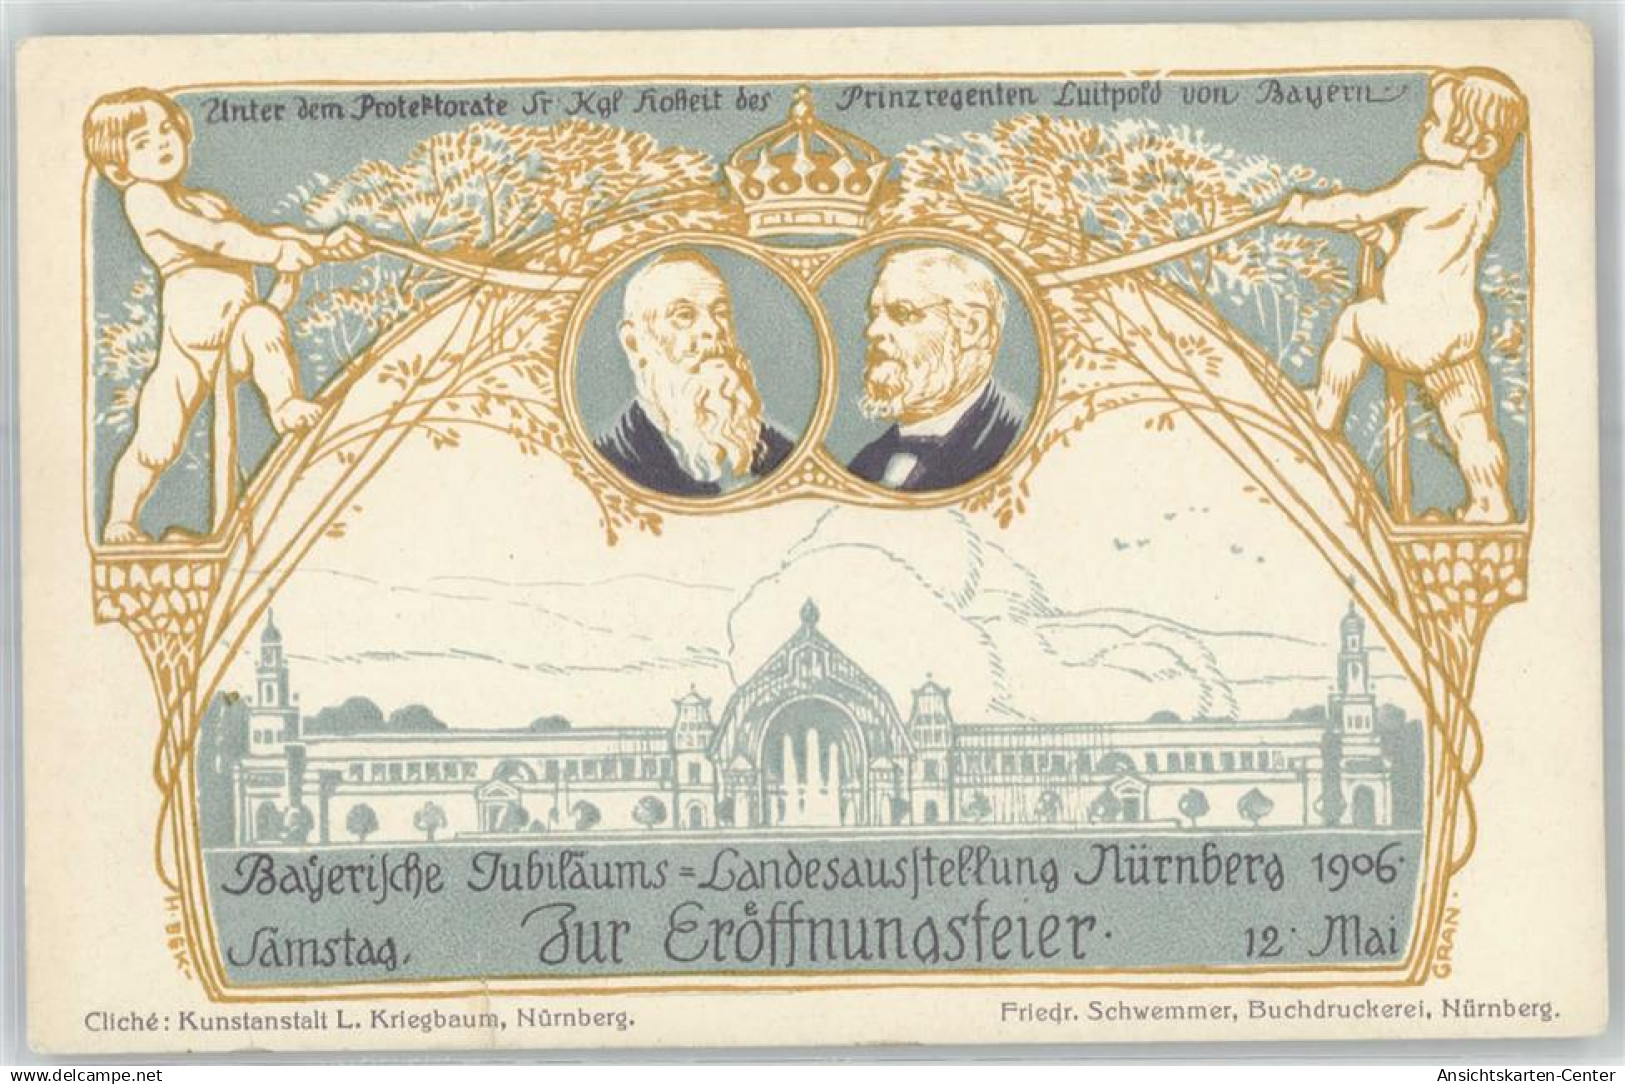 Unter dem Protektorate Sr Kgl Hoheit des Prinzregenten Luitpold von Bayern
Bayerische Jubiläums=Landesausstellung Nürnberg 1906.
Samstag, Zur Eröffnungsfeier. 12. Mai
H.B&K.
GRAN.
Cliché: Kunstanstalt L. Kriegbaum, Nürnberg.
Friedr. Schwemmer, Buchdruckerei, Nürnberg.
www.delcampe.net
Ansichtskarten-Center